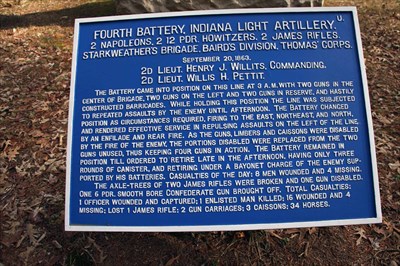 FOURTH BATTERY, INDIANA LIGHT ARTILLERY, U.
2 NAPOLEONS, 2 12 PDR. HOWITZERS. 2 JAMES RIFLES.
STARKWEATHER'S BRIGADE, BAIRD'S DIVISION, THOMAS' CORPS.
SEPTEMBER 20, 1863.
2D LIEUT. HENRY J. WILLITS, COMMANDING.
2D LIEUT. WILLIS H. PETTIT.
THE BATTERY CAME INTO POSITION ON THIS LINE AT 3 A.M. WITH TWO GUNS IN THE
CENTER OF BRIGADE, TWO GUNS ON THE LEFT AND TWO GUNS IN RESERVE, AND HASTILY
CONSTRUCTED BARRICADES. WHILE HOLDING THIS POSITION THE LINE WAS SUBJECTED
TO REPEATED ASSAULTS BY THE ENEMY UNTIL AFTERNOON. THE BATTERY CHANGED
POSITION AS CIRCUMSTANCES REQUIRED, FIRING TO THE EAST, NORTHEAST, AND NORTH,
AND RENDERED EFFECTIVE SERVICE IN REPULSING ASSAULTS ON THE LEFT OF THE LINE
BY AN ENFILADE AND REAR FIRE. AS THE GUNS, LIMBERS AND CAISSONS WERE DISABLED
BY THE FIRE OF THE ENEMY, THE PORTIONS DISABLED WERE REPLACED FROM THE TWO
GUNS UNUSED, THUS KEEPING FOUR GUNS IN ACTION. THE BATTERY REMAINED IN
POSITION TILL ORDERED TO RETIRE LATE IN THE AFTERNOON, HAVING ONLY THREE
ROUNDS OF CANISTER, AND RETIRING UNDER A BAYONET CHARGE OF THE ENEMY SUP-
PORTED BY HIS BATTERIES. CASUALTIES OF THE DAY: 8 MEN WOUNDED AND 4 MISSING.
THE AXLE-TREES OF TWO JAMES RIFLES WERE BROKEN AND ONE GUN DISABLED.
ONE 6 PDR. SMOOTH BORE CONFEDERATE GUN BROUGHT OFF. TOTAL CASUALTIES:
1 OFFICER WOUNDED AND CAPTURED; 1 ENLISTED MAN KILLED; 16 WOUNDED AND 4
MISSING; LOST 1 JAMES RIFLE; 2 GUN CARRIAGES; 3 CAISSONS; 34 HORSES.